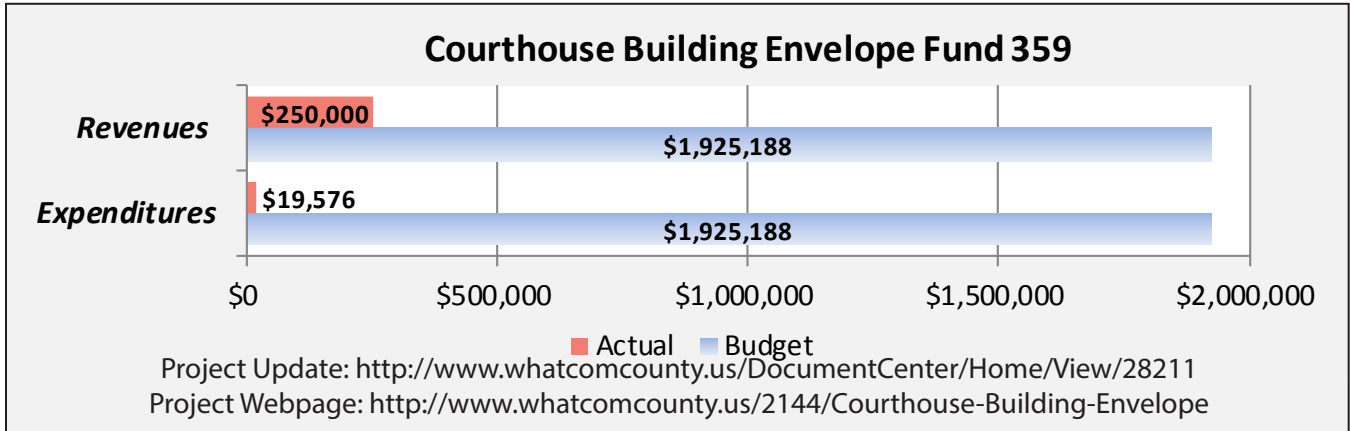 Courthouse Building Envelope Fund 359
Revenues
$250,000
$1,925,188
Expenditures
$19,576
$1,925,188
$0 $500,000 $1,000,000 $1,500,000 $2,000,000
Actual Budget
Project Update: http://www.whatcomcounty.us/DocumentCenter/Home/View/28211
Project Webpage: http://www.whatcomcounty.us/2144/Courthouse-Building-Envelope